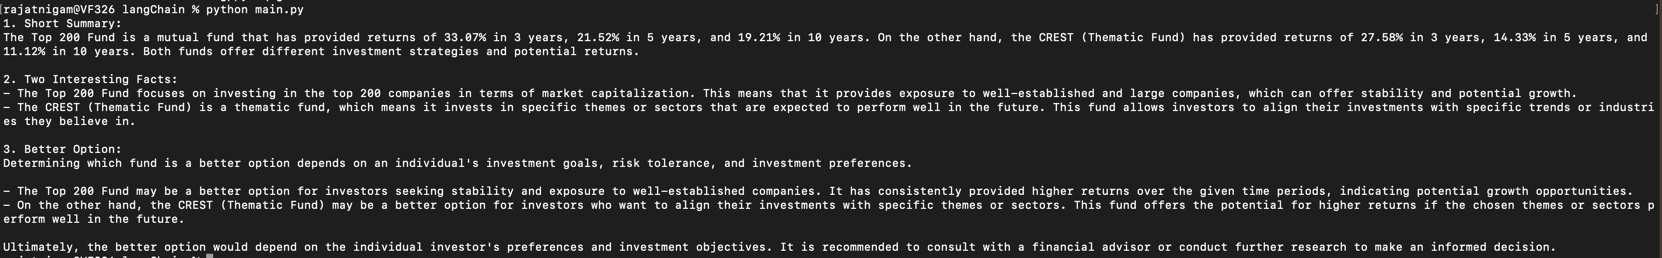 [rajatnigam@VF326 langChain % python main.py ]
1. Short Summary:
The Top 200 Fund is a mutual fund that has provided returns of 33.07% in 3 years, 21.52% in 5 years, and 19.21% in 10 years. On the other hand, the CREST (Thematic Fund) has provided returns of 27.58% in 3 years, 14.33% in 5 years, and
11.12% in 10 years. Both funds offer different investment strategies and potential returns.
2. Two Interesting Facts:
- The Top 200 Fund focuses on investing in the top 200 companies in terms of market capitalization. This means that it provides exposure to well-established and large companies, which can offer stability and potential growth.
- The CREST (Thematic Fund) is a thematic fund, which means it invests in specific themes or sectors that are expected to perform well in the future. This fund allows investors to align their investments with specific trends or industri
es they believe in.
3. Better Option:
Determining which fund is a better option depends on an individual's investment goals, risk tolerance, and investment preferences.
- The Top 200 Fund may be a better option for investors seeking stability and exposure to well-established companies. It has consistently provided higher returns over the given time periods, indicating potential growth opportunities.
- On the other hand, the CREST (Thematic Fund) may be a better option for investors who want to align their investments with specific themes or sectors. This fund offers the potential for higher returns if the chosen themes or sectors p
erform well in the future.
Ultimately, the better option would depend on the individual investor's preferences and investment objectives. It is recommended to consult with a financial advisor or conduct further research to make an informed decision.